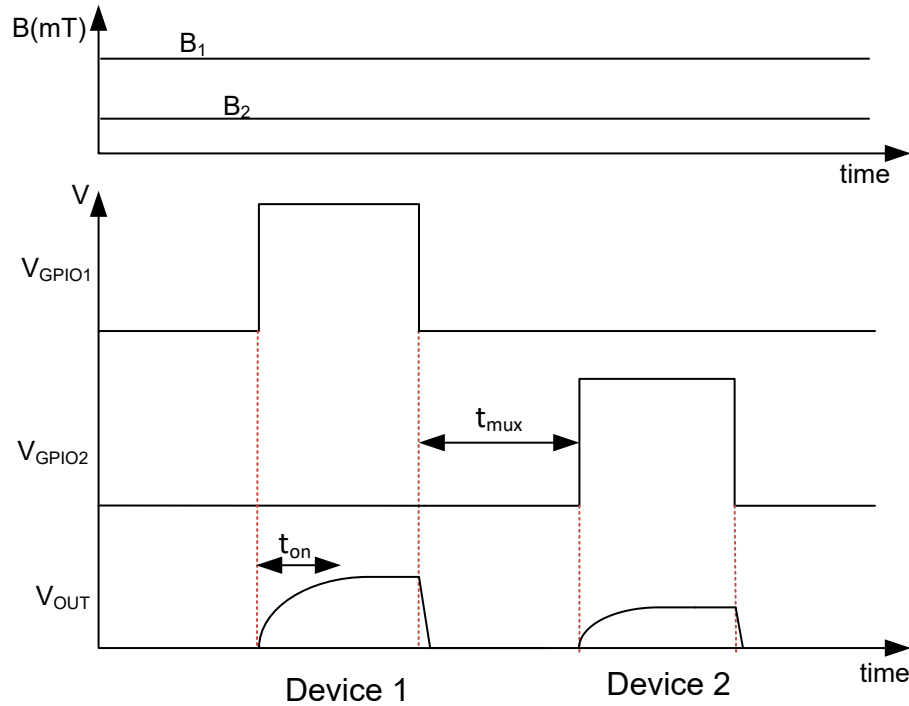 B(mT)
B1
B2
time
V
VGPIO1
tmux
VGPIO2
ton
VOUT
time
Device 1
Device 2